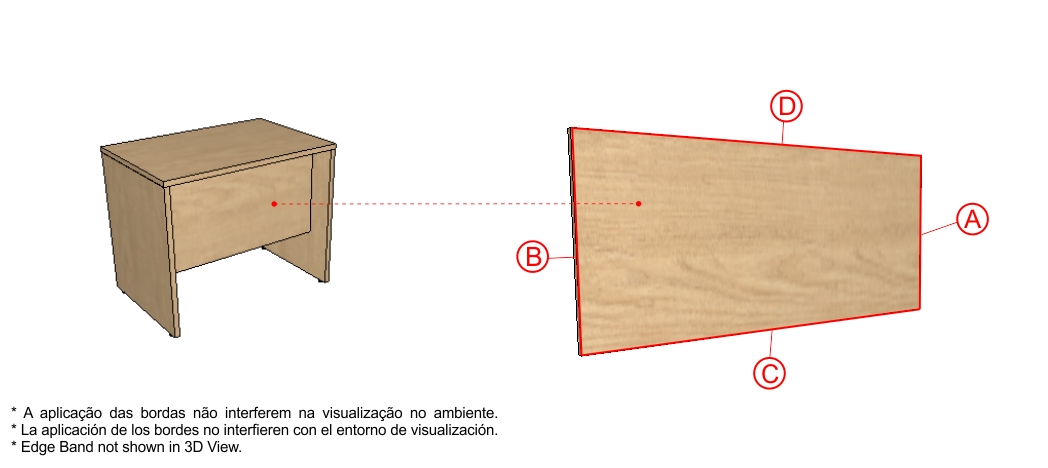 D
A
B
C
* A aplicação das bordas não interferem na visualização no ambiente.
* La aplicación de los bordes no interfieren con el entorno de visualización.
* Edge Band not shown in 3D View.